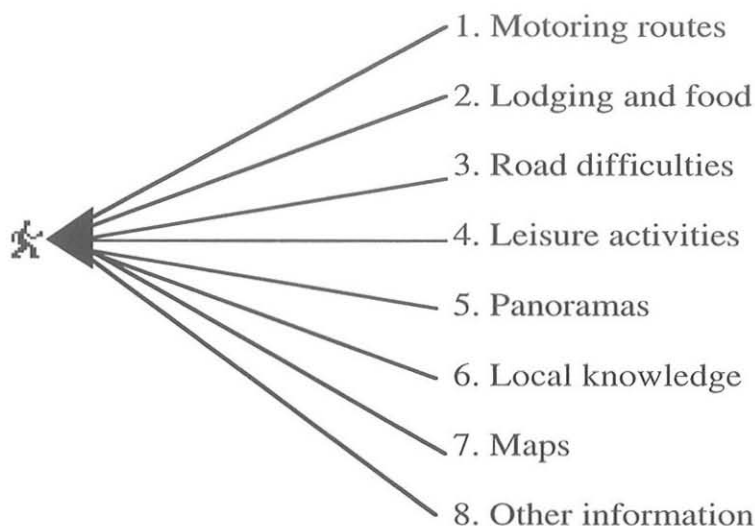 1. Motoring routes
2. Lodging and food
3. Road difficulties
4. Leisure activities
5. Panoramas
6. Local knowledge
7. Maps
8. Other information